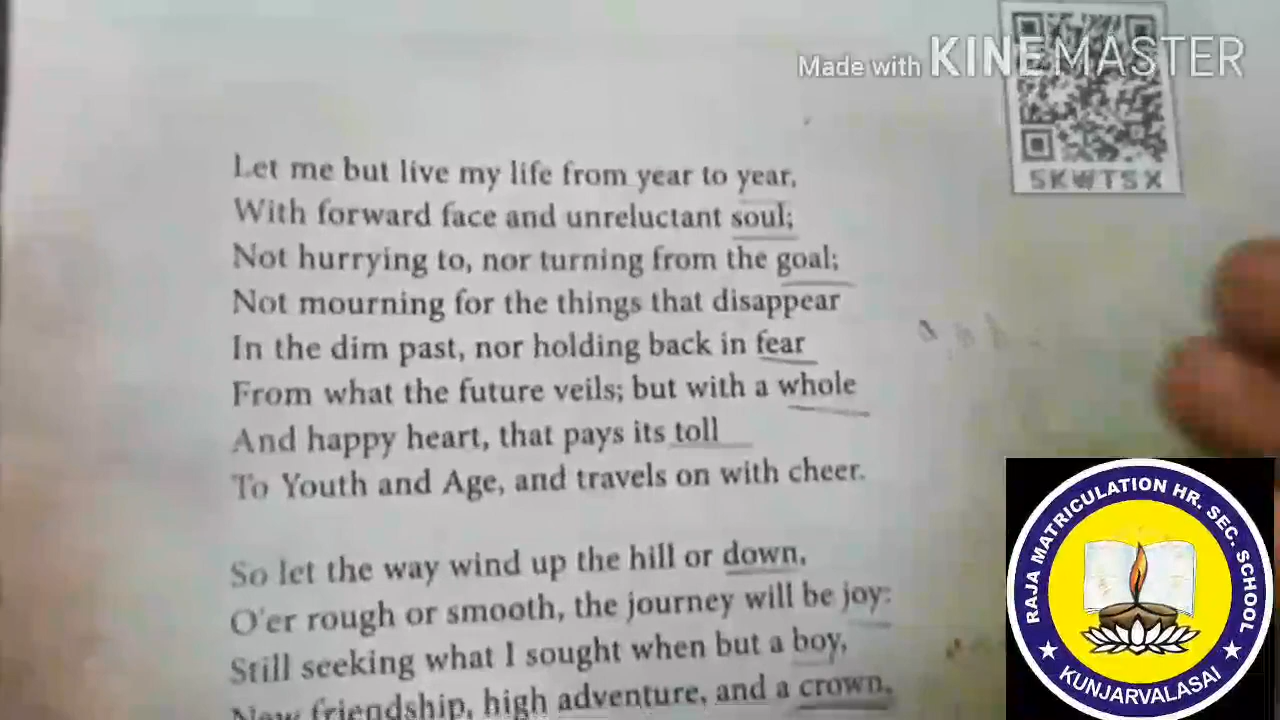 Made with KINEMASTER
SKWTSX
Let me but live my life from year to year,
With forward face and unreluctant soul;
Not hurrying to, nor turning from the goal;
Not mourning for the things that disappear
In the dim past, nor holding back in fear
From what the future veils; but with a whole
And happy heart, that pays its toll
To Youth and Age, and travels on with cheer.
So let the way wind up the hill or down,
O'er rough or smooth, the journey will be joy:
Still seeking what I sought when but a boy,
New friendship, high adventure, and a crown,
RAJA MATRICULATION HR. SEC. SCHOOL
KUNJARVALASAI